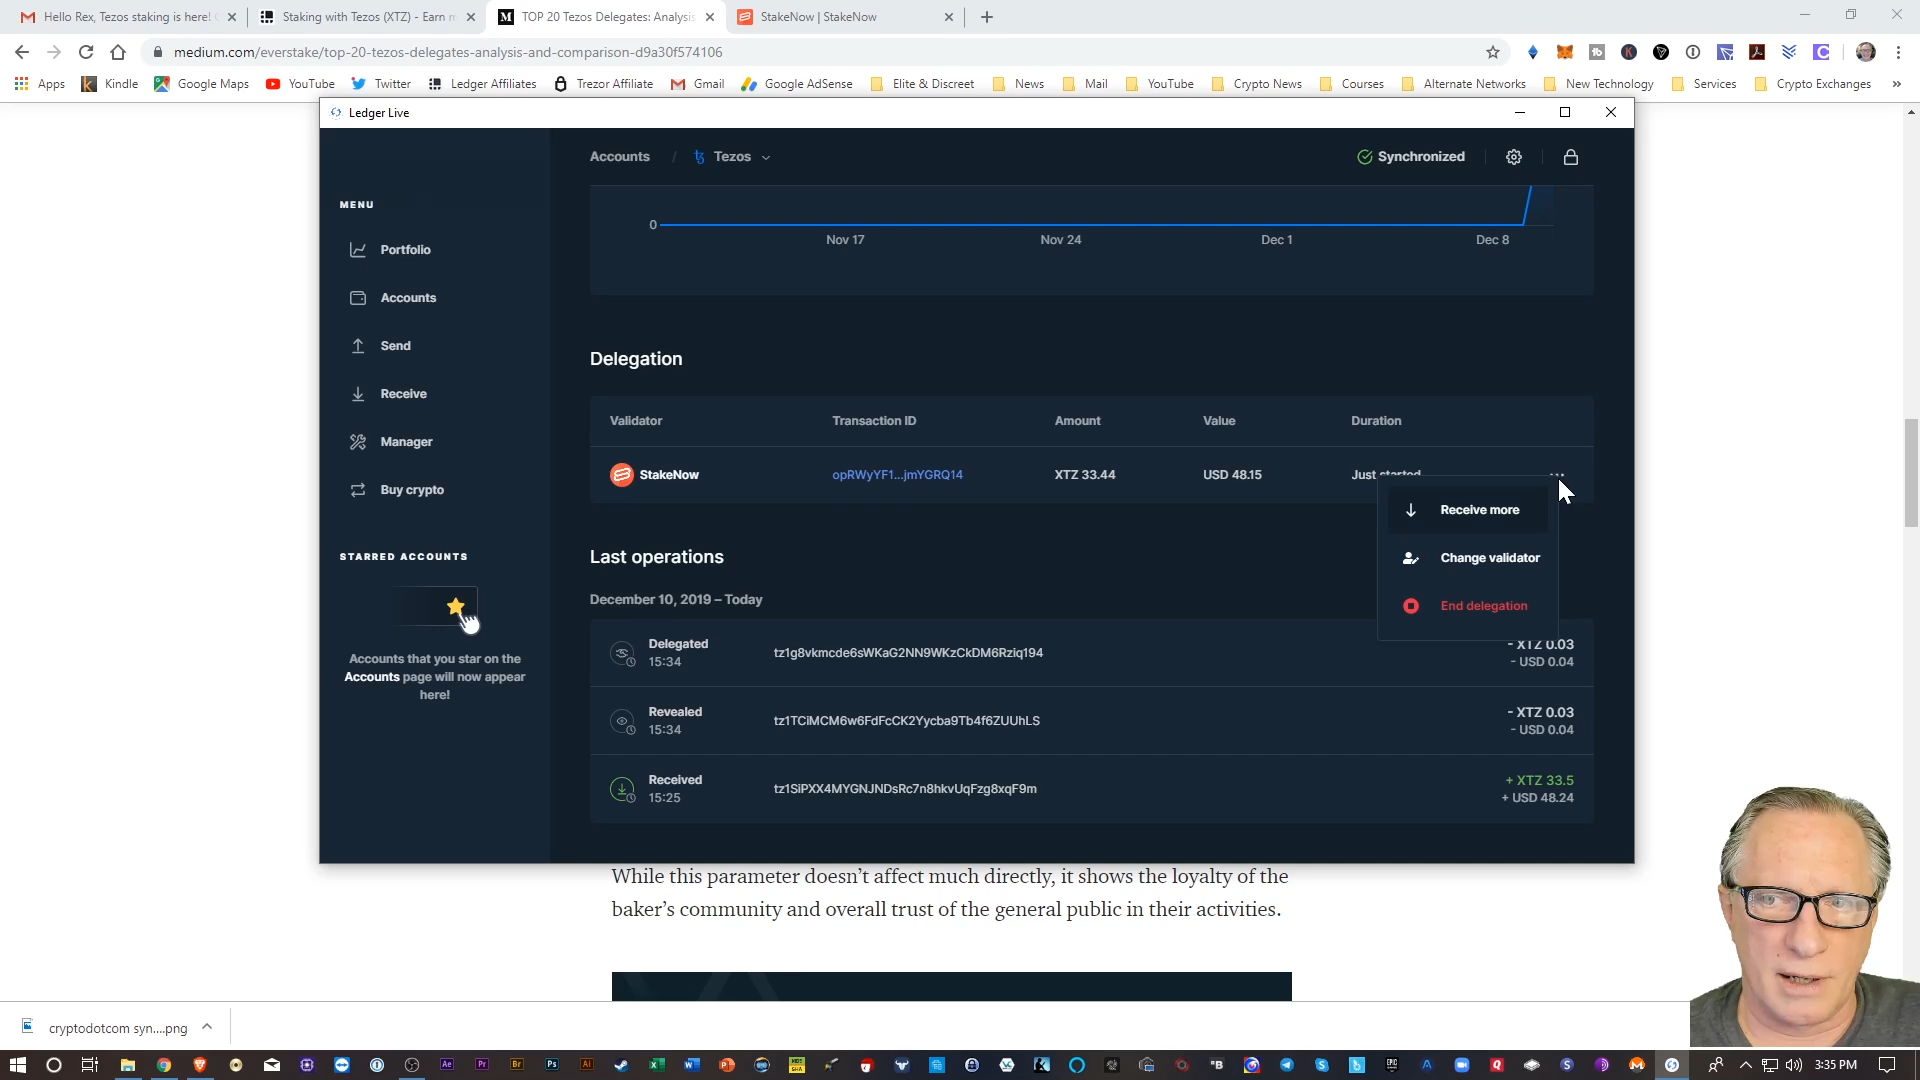 Hello Rex, Tezos staking is here!
Staking with Tezos (XTZ) - Earn m
TOP 20 Tezos Delegates: Analysis
StakeNow | StakeNow
medium.com/everstake/top-20-tezos-delegates-analysis-and-comparison-d9a30f574106
Apps
Kindle
Google Maps
YouTube
Twitter
Ledger Affiliates
Trezor Affiliate
Gmail
Google AdSense
Elite & Discreet
News
Mail
YouTube
Crypto News
Courses
Alternate Networks
New Technology
Services
Crypto Exchanges
»
Ledger Live
Accounts / Tezos
Synchronized
MENU
Portfolio
Accounts
Send
Receive
Manager
Buy crypto
STARRED ACCOUNTS
Accounts that you star on the
Accounts page will now appear
here!
0
Nov 17 Nov 24 Dec 1 Dec 8
Delegation
Validator Transaction ID Amount Value Duration
StakeNow opRWyYF1...jmYGRQ14 XTZ 33.44 USD 48.15 Just started
Receive more
Change validator
End delegation
Last operations
December 10, 2019 – Today
Delegated tz1g8vkmcde6sWKaG2NN9WKzCkDM6Rziq194 - XTZ 0.03
15:34 - USD 0.04
Revealed tz1TCiMCM6w6FdFcCK2Yycba9Tb4f6ZUUhLS - XTZ 0.03
15:34 - USD 0.04
Received tz1SiPXX4MYGNJNDsRc7n8hkvUqFzg8xqF9m + XTZ 33.5
15:25 + USD 48.24
While this parameter doesn’t affect much directly, it shows the loyalty of the
baker’s community and overall trust of the general public in their activities.
cryptodotcom syn....png
3:35 PM